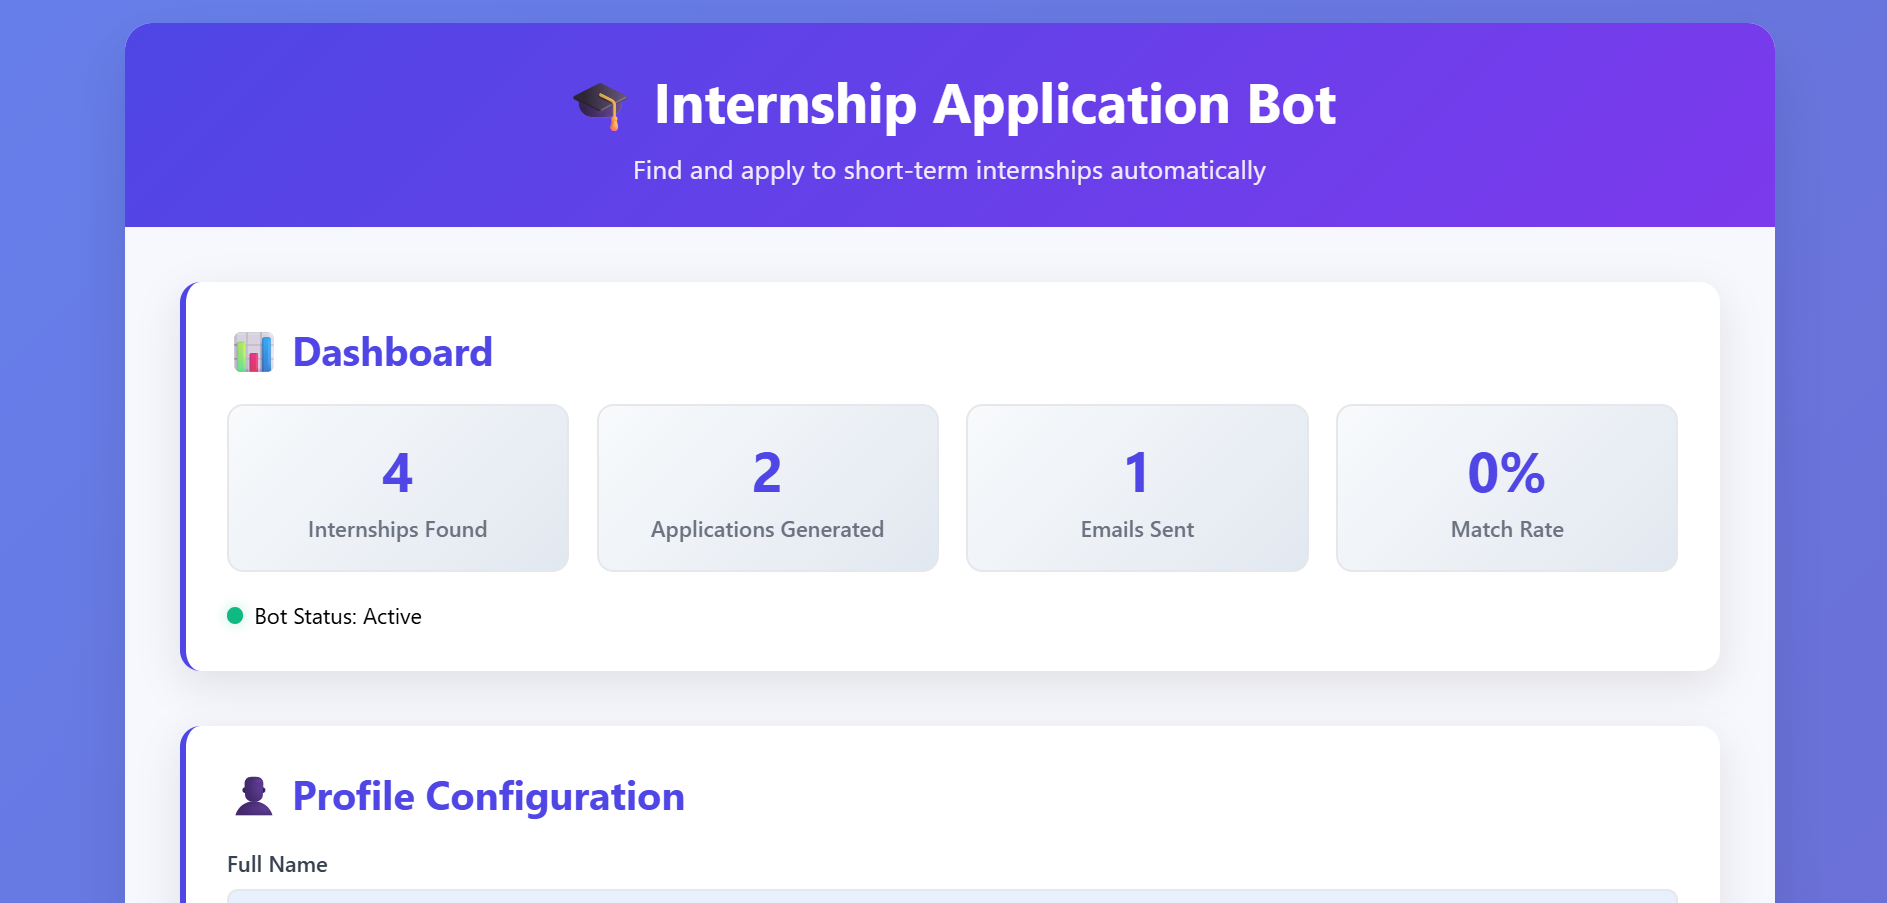 Internship Application Bot
Find and apply to short-term internships automatically
Dashboard
4
Internships Found
2
Applications Generated
1
Emails Sent
0%
Match Rate
Bot Status: Active
Profile Configuration
Full Name